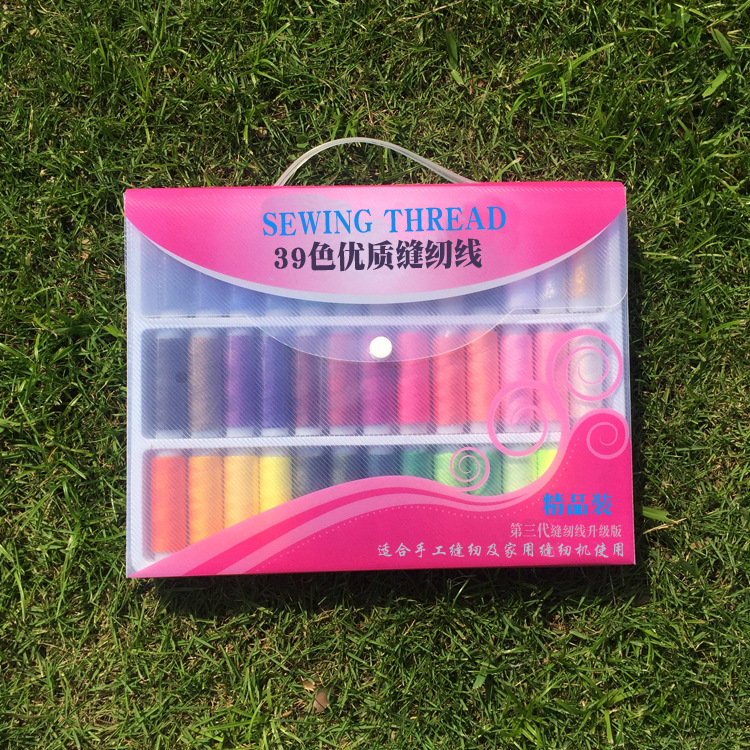 SEWING THREAD
39色优质缝纫线
精品装
第三代缝纫线升级版
适合手工缝纫及家用缝纫机使用